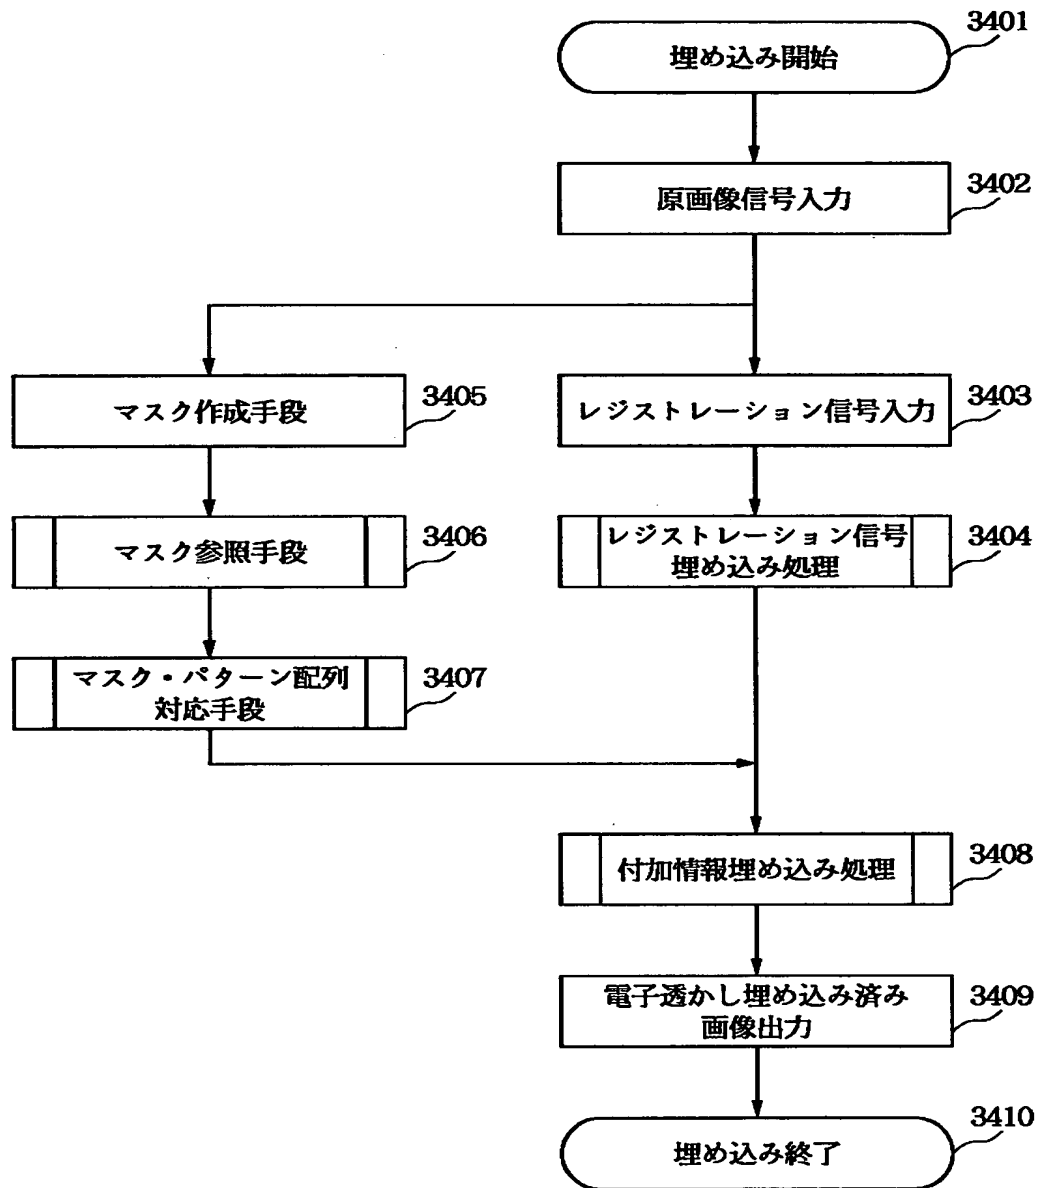 3401
埋め込み開始
3402
原画像信号入力
3405
マスク作成手段
3403
レジストレーション信号入力
3406
マスク参照手段
3404
レジストレーション信号
埋め込み処理
3407
マスク・パターン配列
対応手段
3408
付加情報埋め込み処理
3409
電子透かし埋め込み済み
画像出力
3410
埋め込み終了